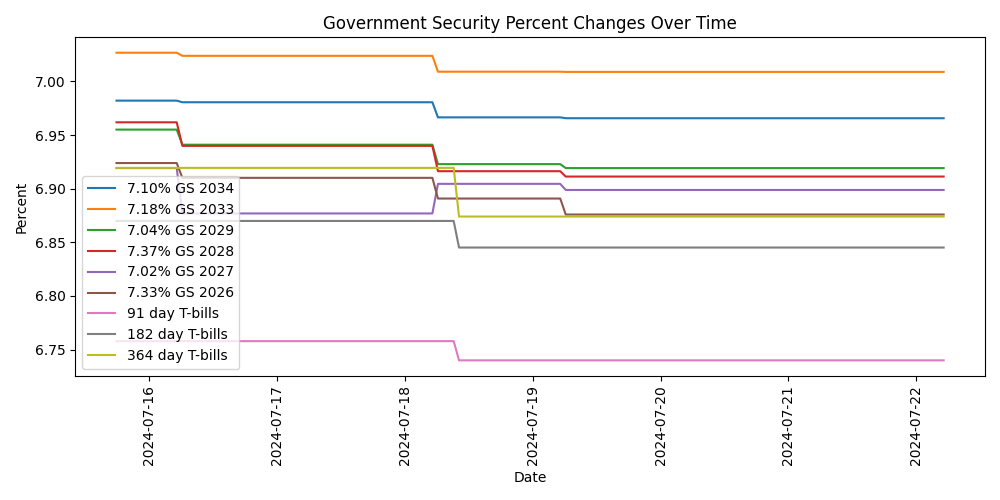 Government Security Percent Changes Over Time
Percent
7.00
6.95
6.90
6.85
6.80
6.75
7.10% GS 2034
7.18% GS 2033
7.04% GS 2029
7.37% GS 2028
7.02% GS 2027
7.33% GS 2026
91 day T-bills
182 day T-bills
364 day T-bills
2024-07-16
2024-07-17
2024-07-18
2024-07-19
2024-07-20
2024-07-21
2024-07-22
Date